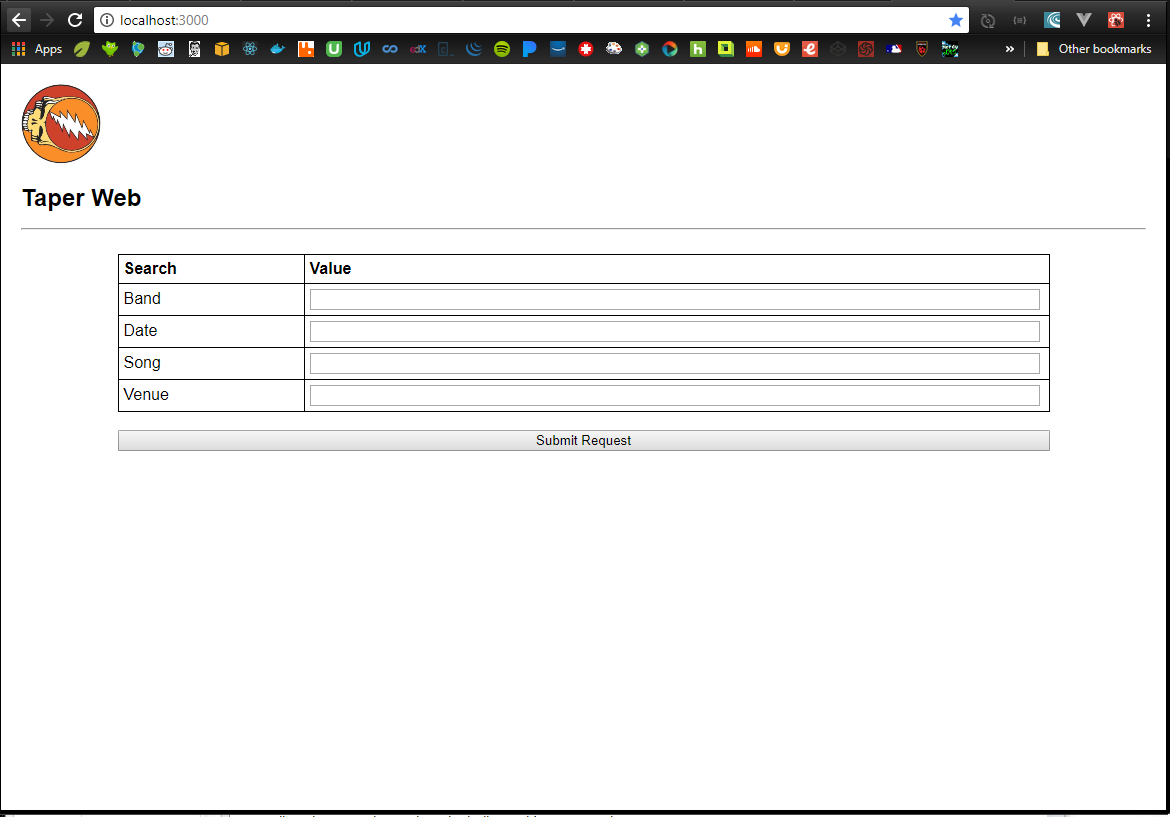 localhost:3000
Apps
Other bookmarks
Taper Web
Search Value
Band
Date
Song
Venue
Submit Request